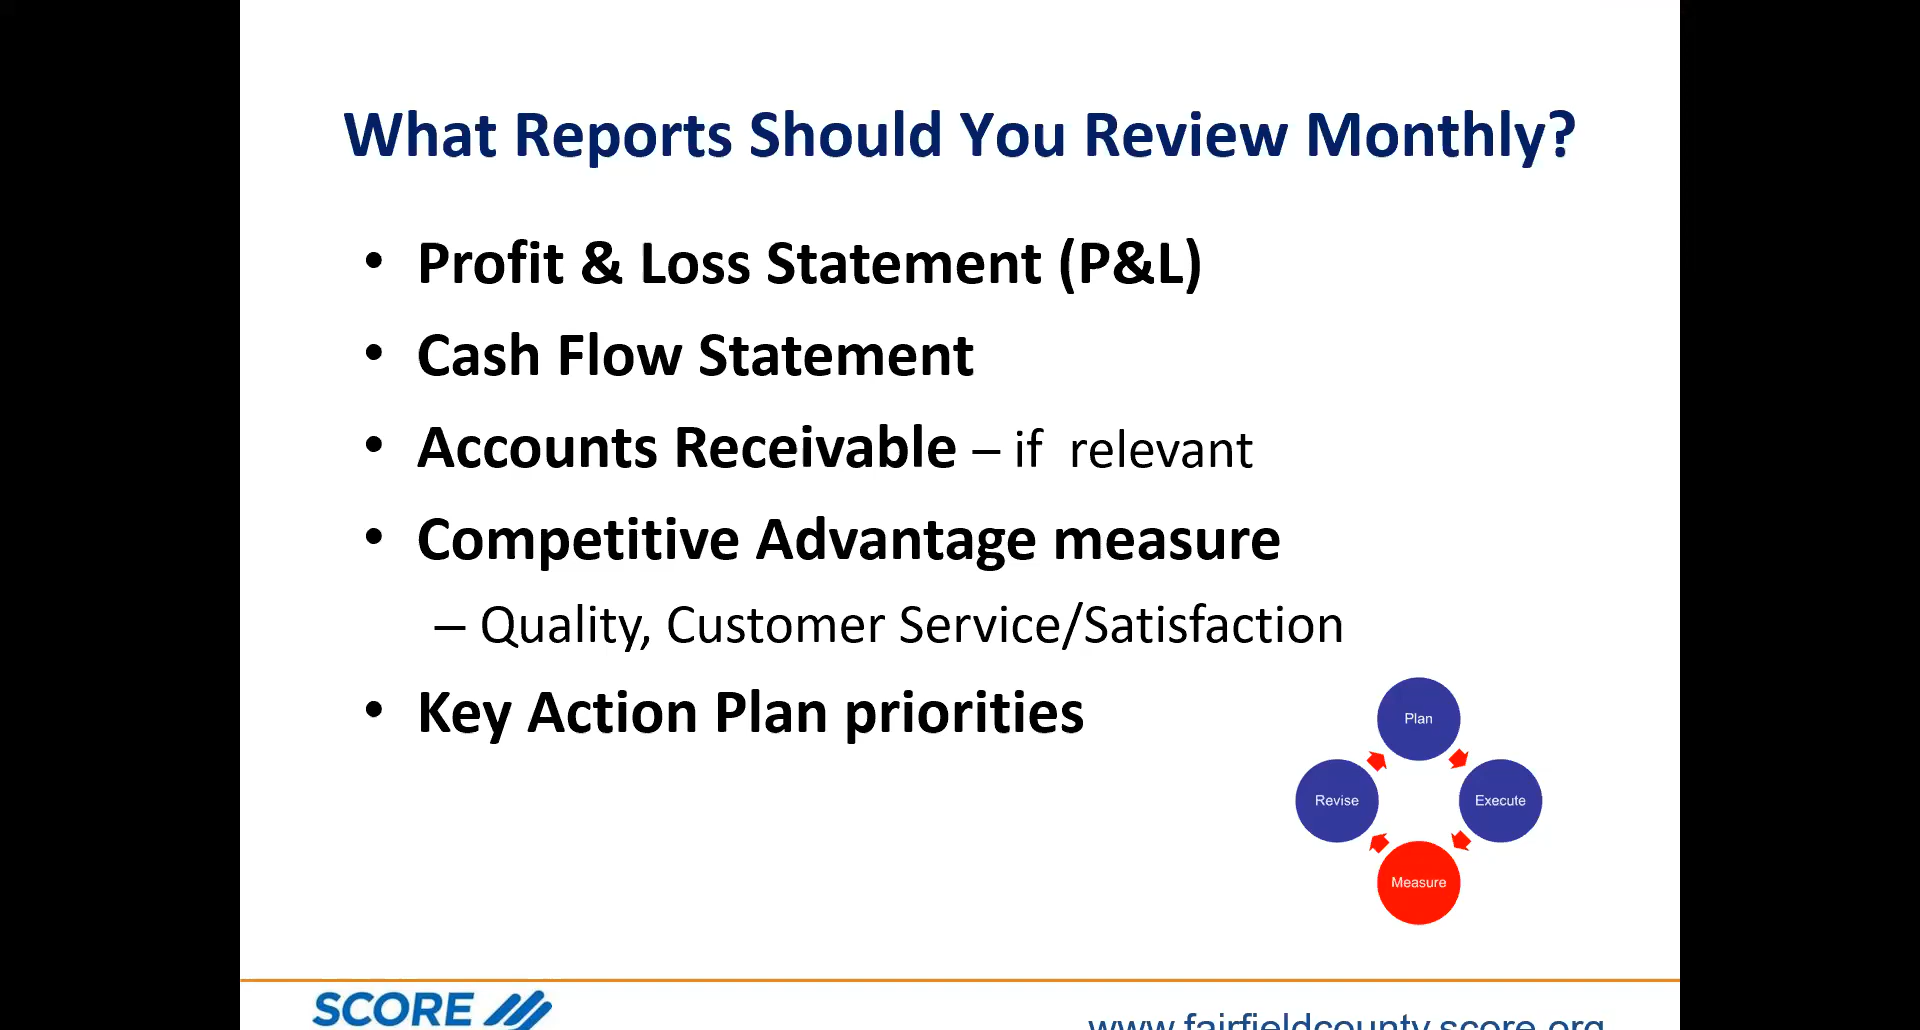 What Reports Should You Review Monthly?
• Profit & Loss Statement (P&L)
• Cash Flow Statement
• Accounts Receivable – if relevant
• Competitive Advantage measure
– Quality, Customer Service/Satisfaction
• Key Action Plan priorities
Plan
Revise
Execute
Measure
SCORE
www.fairfieldcounty.score.org